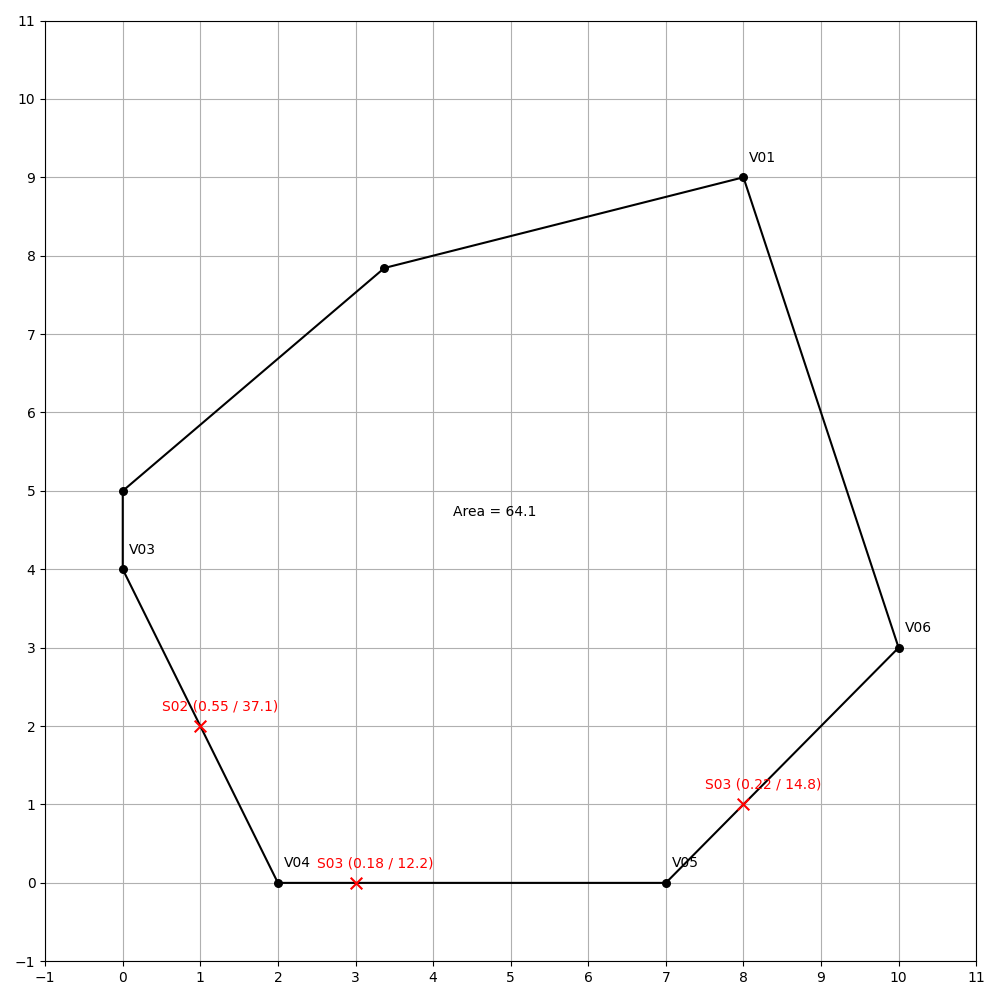 11
10
9
8
7
6
5
4
3
2
1
0
−1
V01
Area = 64.1
V03
V06
S02 (0.55 / 37.1)
S03 (0.22 / 14.8)
V04
S03 (0.18 / 12.2)
V05
−1 0 1 2 3 4 5 6 7 8 9 10 11